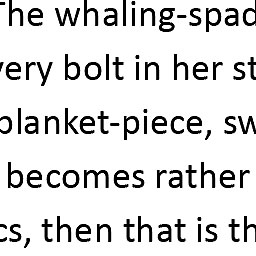 The whaling-spad
very bolt in her st
blanket-piece, sw
becomes rather
cs, then that is th